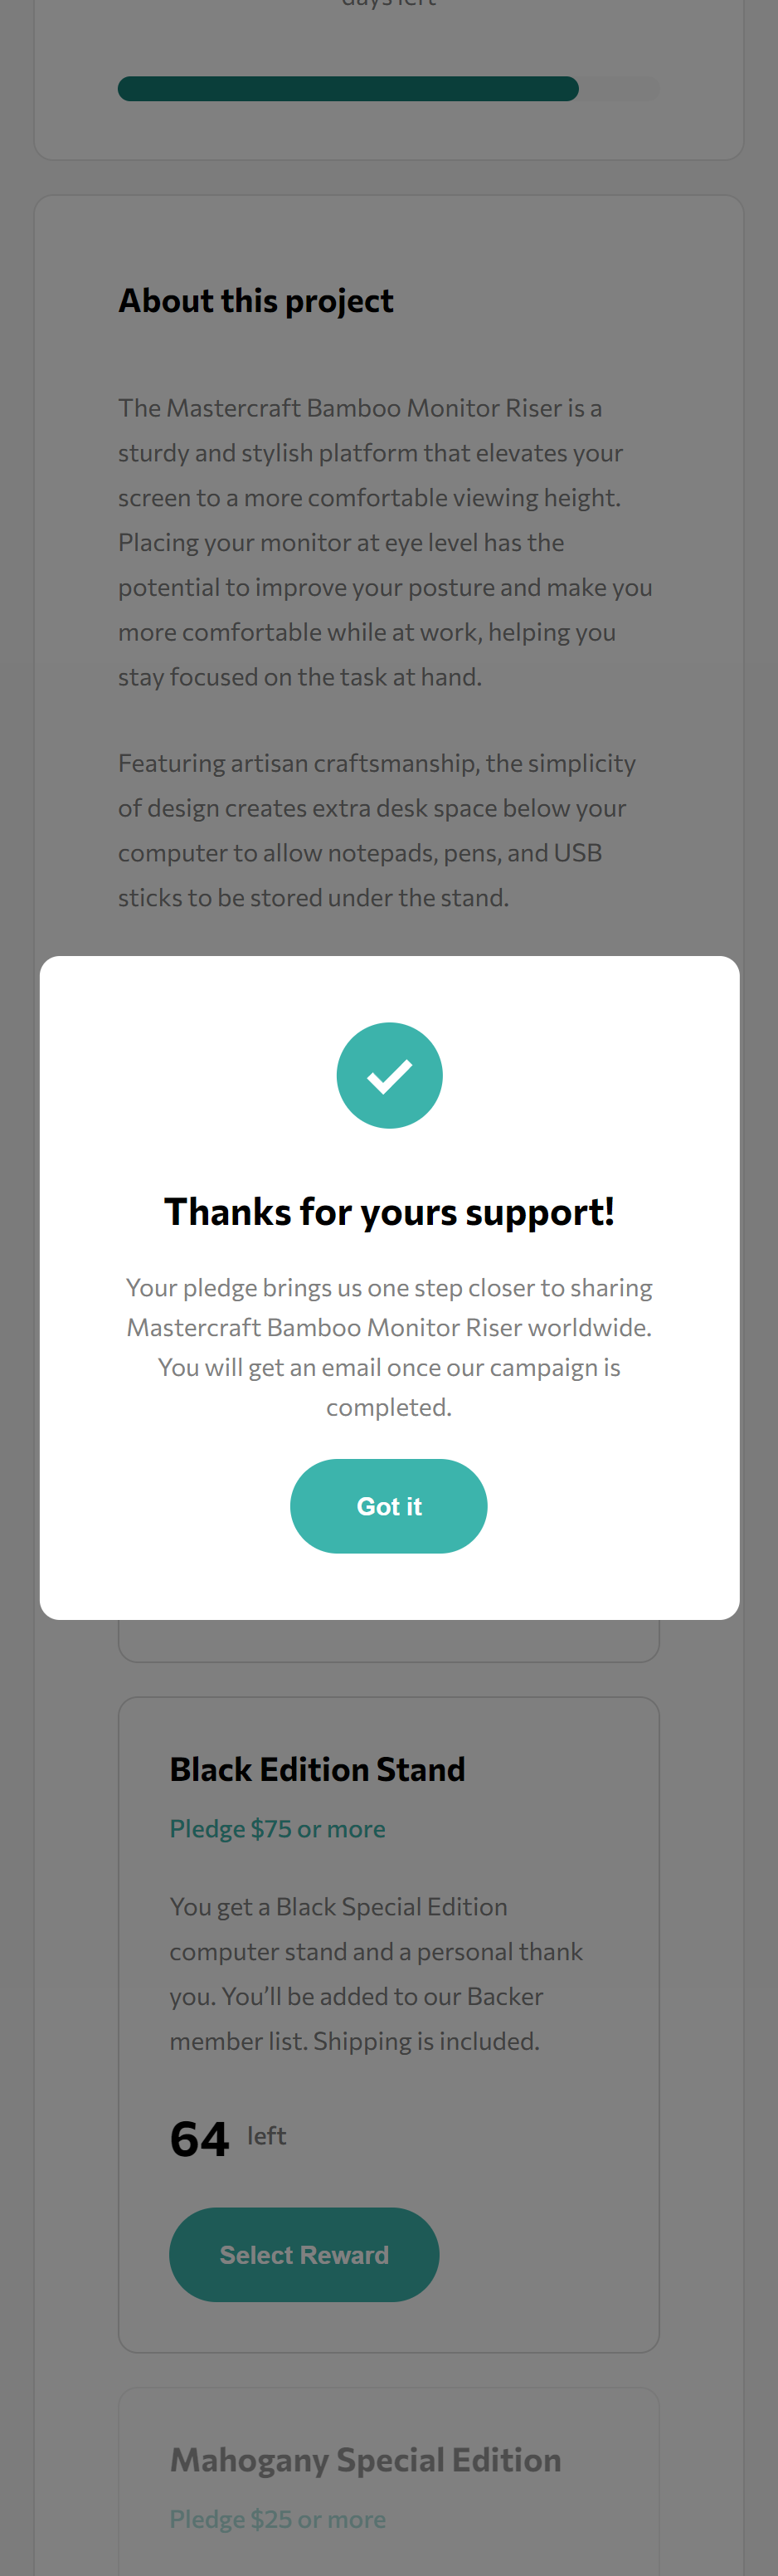 days left
About this project
The Mastercraft Bamboo Monitor Riser is a
sturdy and stylish platform that elevates your
screen to a more comfortable viewing height.
Placing your monitor at eye level has the
potential to improve your posture and make you
more comfortable while at work, helping you
stay focused on the task at hand.
Featuring artisan craftsmanship, the simplicity
of design creates extra desk space below your
computer to allow notepads, pens, and USB
sticks to be stored under the stand.
Thanks for yours support!
Your pledge brings us one step closer to sharing
Mastercraft Bamboo Monitor Riser worldwide.
You will get an email once our campaign is
completed.
Got it
Black Edition Stand
Pledge $75 or more
You get a Black Special Edition
computer stand and a personal thank
you. You’ll be added to our Backer
member list. Shipping is included.
64 left
Select Reward
Mahogany Special Edition
Pledge $25 or more